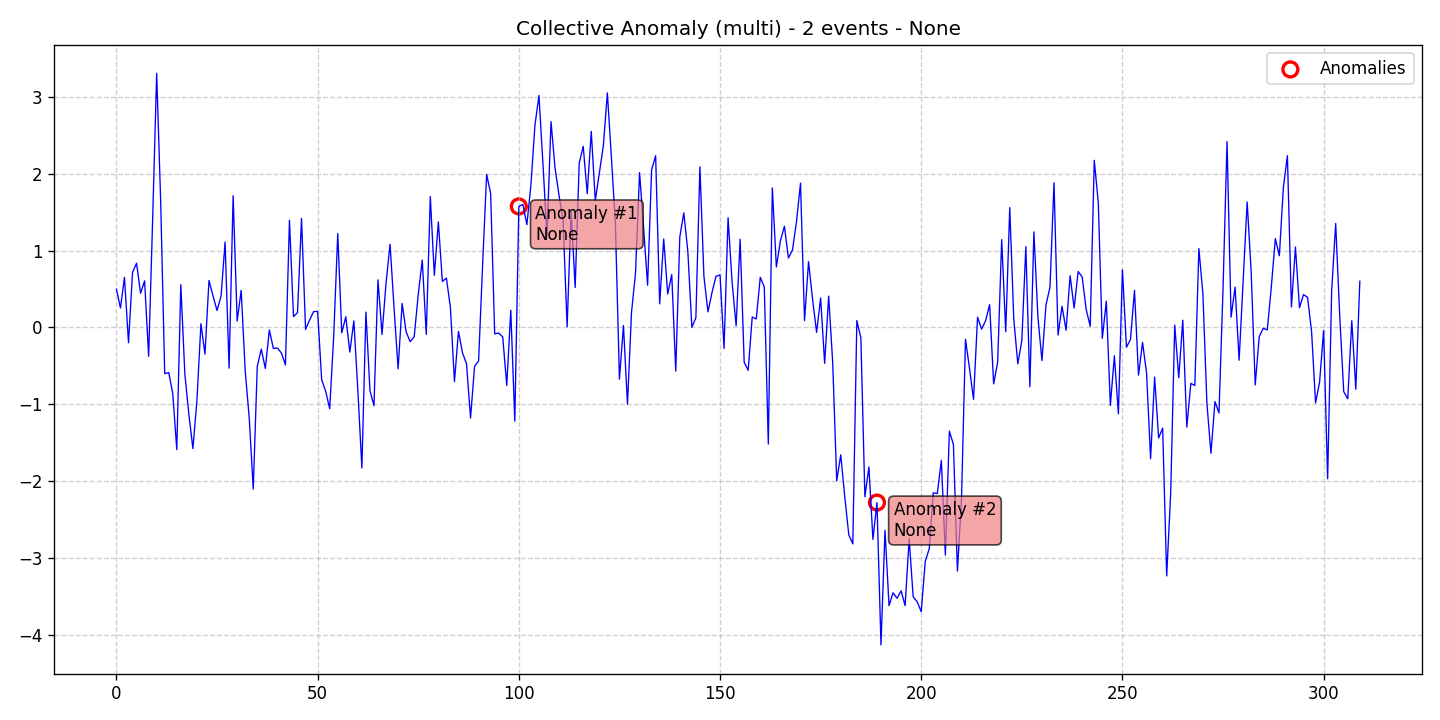 Collective Anomaly (multi) - 2 events - None
Anomalies
3
2
1
0
−1
−2
−3
−4
Anomaly #1
None
Anomaly #2
None
0
50
100
150
200
250
300